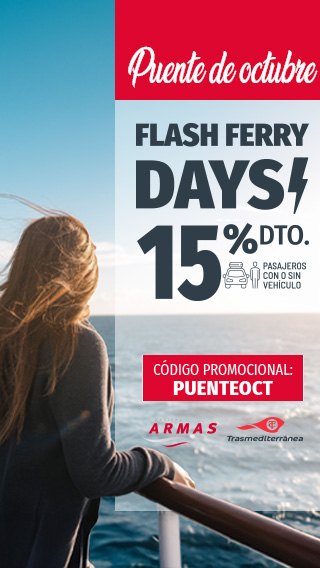 Puente de octubre
FLASH FERRY
DAYS
15% DTO.
PASAJEROS
CON O SIN
VEHÍCULO
CÓDIGO PROMOCIONAL:
PUENTEOCT
ARMAS
Trasmediterránea